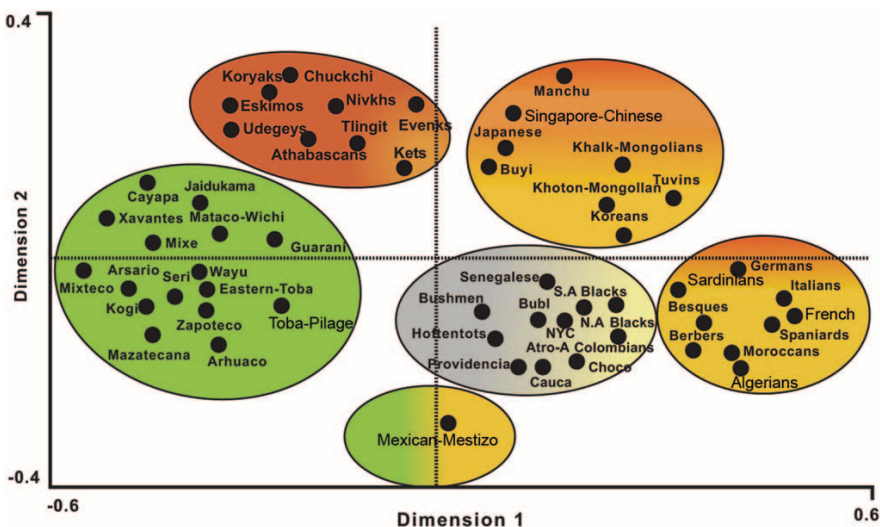 0.4
Koryaks
Chuckchi
Eskimos
Nivkhs
Udegeys
Tlingit
Evenks
Athabascans
Kets
Manchu
Singapore-Chinese
Japanese
Khalk-Mongolians
Buyi
Khoton-Mongollan
Tuvins
Koreans
Cayapa
Jaidukama
Xavantes
Mataco-Wichi
Mixe
Guarani
Arsario
Wayu
Mixteco
Seri
Eastern-Toba
Kogi
Zapoteco
Toba-Pilage
Mazatecana
Arhuaco
Senegalese
S.A Blacks
Bushmen
Bubl
N.A Blacks
Hoftentots
NYC
Atro-A Colombians
Providencia
Cauca
Choco
Germans
Sardinians
Italians
Besques
French
Berbers
Spaniards
Moroccans
Algerians
Mexican-Mestizo
Dimension 2
-0.4
-0.6
Dimension 1
0.6